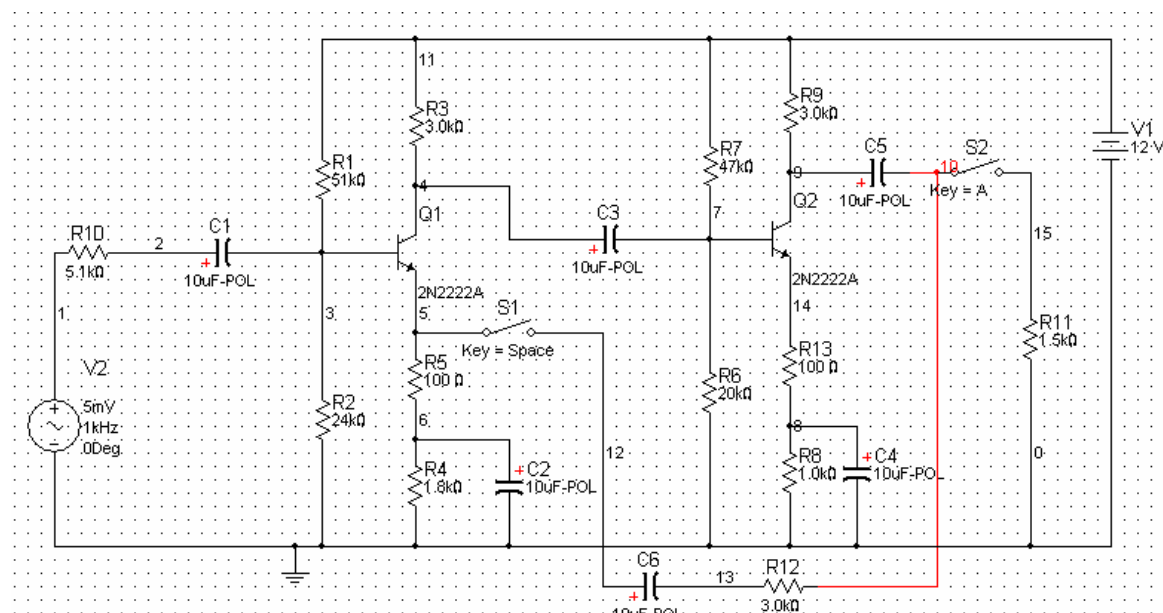 11
R3
3.0kΩ
R9
3.0kΩ
V1
12 V
R1
51kΩ
R7
47kΩ
C5
10uF-POL
S2
10
Key = A
4
9
Q1
Q2
C3
10uF-POL
7
R10
5.1kΩ
2
C1
10uF-POL
15
2N2222A
2N2222A
1
3
5
S1
Key = Space
14
R11
1.5kΩ
V2
5mV
1kHz
0Deg
R5
100 Ω
R13
100 Ω
R2
24kΩ
R6
20kΩ
6
8
12
0
R4
1.8kΩ
C2
10uF-POL
R8
1.0kΩ
C4
10uF-POL
C6
10uF-POL
13
R12
3.0kΩ